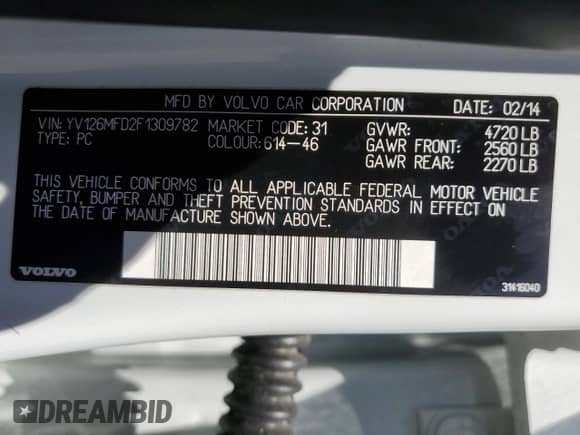 MFD BY VOLVO CAR CORPORATION DATE: 02/14
VIN: YV126MFD2F1309782 MARKET CODE: 31 GVWR: 4720 LB
TYPE: PC COLOUR: 614-46 GAWR FRONT: 2560 LB
GAWR REAR: 2270 LB
THIS VEHICLE CONFORMS TO ALL APPLICABLE FEDERAL MOTOR VEHICLE
SAFETY, BUMPER AND THEFT PREVENTION STANDARDS IN EFFECT ON
THE DATE OF MANUFACTURE SHOWN ABOVE.
VOLVO 31416040
DREAMBID